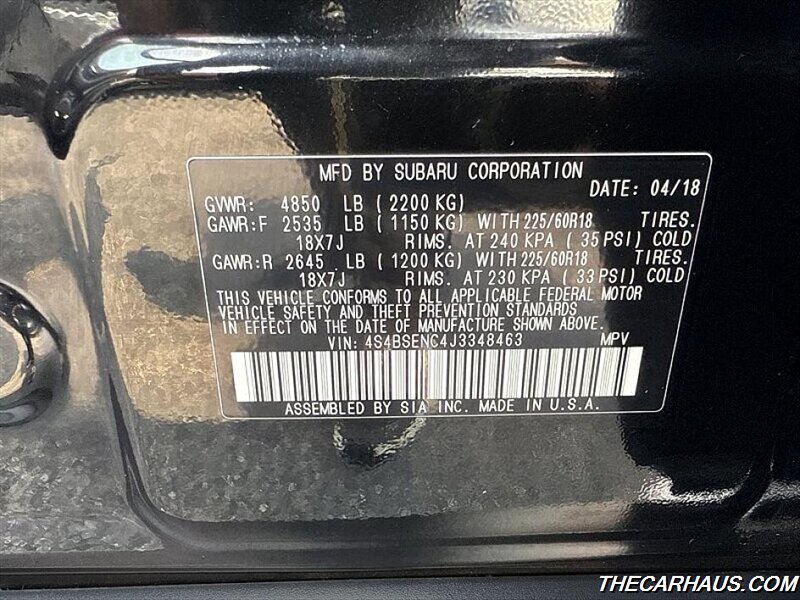 MFD BY SUBARU CORPORATION
DATE: 04/18
GVWR: 4850 LB ( 2200 KG)
GAWR:F 2535 LB ( 1150 KG) WITH 225/60R18 TIRES.
18X7J RIMS. AT 240 KPA ( 35 PSI) COLD
GAWR:R 2645 LB ( 1200 KG) WITH 225/60R18 TIRES.
18X7J RIMS. AT 230 KPA ( 33 PSI) COLD
THIS VEHICLE CONFORMS TO ALL APPLICABLE FEDERAL MOTOR
VEHICLE SAFETY AND THEFT PREVENTION STANDARDS
IN EFFECT ON THE DATE OF MANUFACTURE SHOWN ABOVE.
VIN: 4S4BSENC4J3348463 MPV
ASSEMBLED BY SIA INC. MADE IN U.S.A.
THECARHAUS.COM